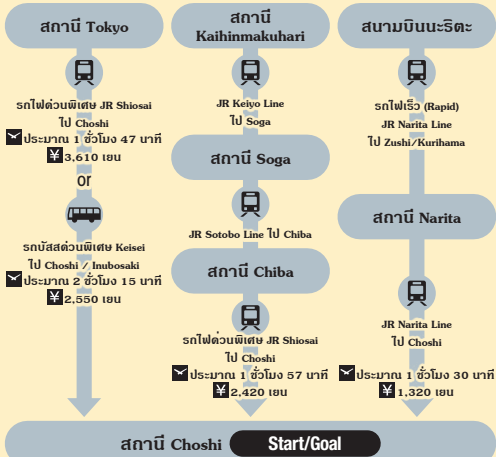 สถานี Tokyo
รถไฟด่วนพิเศษ JR Shiosai
ไป Choshi
ประมาณ 1 ชั่วโมง 47 นาที
¥ 3,610 เยน
or
รถบัสด่วนพิเศษ Keisei
ไป Choshi / Inubosaki
ประมาณ 2 ชั่วโมง 15 นาที
¥ 2,550 เยน
สถานี
Kaihinmakuhari
JR Keiyo Line
ไป Soga
สถานี Soga
JR Sotobo Line ไป Chiba
สถานี Chiba
รถไฟด่วนพิเศษ JR Shiosai
ไป Choshi
ประมาณ 1 ชั่วโมง 57 นาที
¥ 2,420 เยน
สนามบินนะริตะ
รถไฟเร็ว (Rapid)
JR Narita Line
ไป Zushi/Kurihama
สถานี Narita
JR Narita Line
ไป Choshi
ประมาณ 1 ชั่วโมง 30 นาที
¥ 1,320 เยน
สถานี Choshi Start/Goal